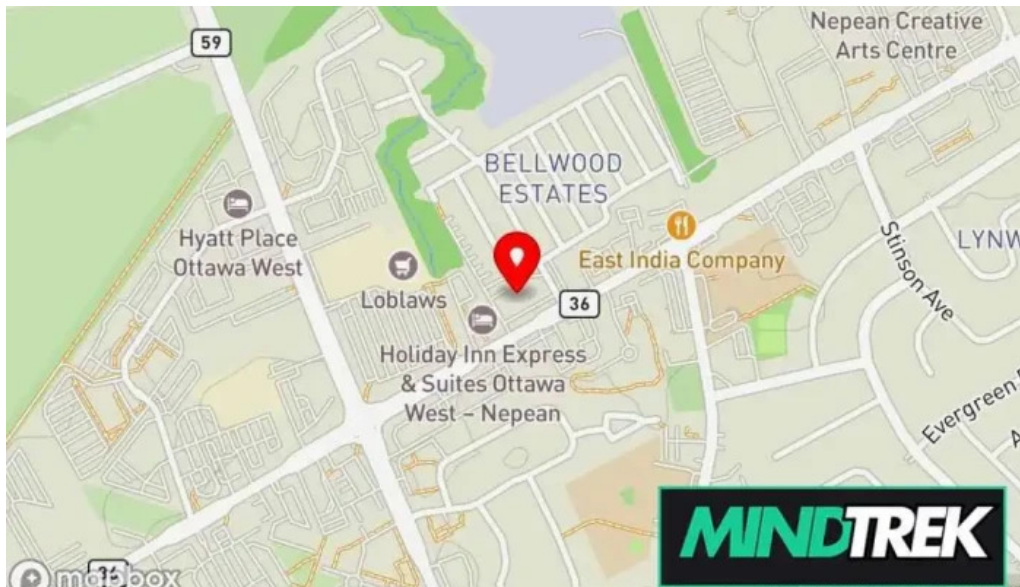 59
Nepean Creative
Arts Centre
BELLWOOD
ESTATES
Hyatt Place
Ottawa West
Loblaws
East India Company
36
Stinson Ave
LYNW
Holiday Inn Express
& Suites Ottawa
West – Nepean
Evergreen
A
MINDTREK
36
mapbox